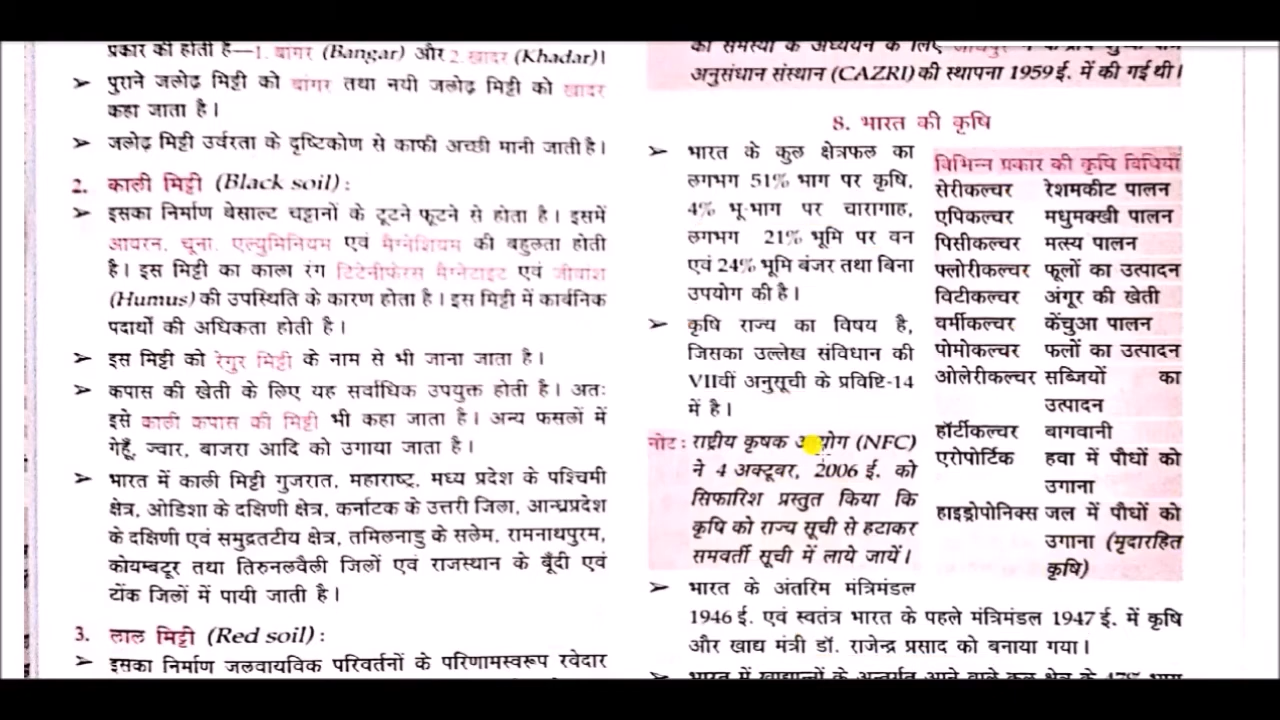 प्रकार की होती है—1. बांगर (Bangar) और 2. खादर (Khadar)।
➢ पुराने जलोढ़ मिट्टी को बांगर तथा नयी जलोढ़ मिट्टी को खादर
कहा जाता है।
➢ जलोढ़ मिट्टी उर्वरता के दृष्टिकोण से काफी अच्छी मानी जाती है।
2. काली मिट्टी (Black soil) :
➢ इसका निर्माण बेसाल्ट चट्टानों के टूटने फूटने से होता है। इसमें
आयरन, चूना, एल्युमिनियम एवं मैग्नेशियम की बहुलता होती
है। इस मिट्टी का काला रंग टिटेनीफेरस मैग्नेटाइट एवं जीवांश
(Humus) की उपस्थिति के कारण होता है। इस मिट्टी में कार्बनिक
पदार्थों की अधिकता होती है।
➢ इस मिट्टी को रेगुर मिट्टी के नाम से भी जाना जाता है।
➢ कपास की खेती के लिए यह सर्वाधिक उपयुक्त होती है। अतः
इसे काली कपास की मिट्टी भी कहा जाता है। अन्य फसलों में
गेहूँ, ज्वार, बाजरा आदि को उगाया जाता है।
➢ भारत में काली मिट्टी गुजरात, महाराष्ट्र, मध्य प्रदेश के पश्चिमी
क्षेत्र, ओडिशा के दक्षिणी क्षेत्र, कर्नाटक के उत्तरी जिला, आन्ध्रप्रदेश
के दक्षिणी एवं समुद्रतटीय क्षेत्र, तमिलनाडु के सलेम, रामनाथपुरम,
कोयम्बटूर तथा तिरुनलवैली जिलों एवं राजस्थान के बूँदी एवं
टोंक जिलों में पायी जाती है।
3. लाल मिट्टी (Red soil) :
➢ इसका निर्माण जलवायविक परिवर्तनों के परिणामस्वरूप रवेदार
की समस्या के अध्ययन के लिए
अनुसंधान संस्थान (CAZRI) की स्थापना 1959 ई. में की गई थी।
8. भारत की कृषि
➢ भारत के कुल क्षेत्रफल का
लगभग 51% भाग पर कृषि,
4% भू-भाग पर चारागाह,
लगभग 21% भूमि पर वन
एवं 24% भूमि बंजर तथा बिना
उपयोग की है।
➢ कृषि राज्य का विषय है,
जिसका उल्लेख संविधान की
VIIवीं अनुसूची के प्रविष्टि-14
में है।
नोट : राष्ट्रीय कृषक आयोग (NFC)
ने 4 अक्टूबर, 2006 ई. को
सिफारिश प्रस्तुत किया कि
कृषि को राज्य सूची से हटाकर
समवर्ती सूची में लाये जायें।
विभिन्न प्रकार की कृषि विधियाँ
सेरीकल्चर रेशमकीट पालन
एपिकल्चर मधुमक्खी पालन
पिसीकल्चर मत्स्य पालन
फ्लोरीकल्चर फूलों का उत्पादन
विटीकल्चर अंगूर की खेती
वर्मीकल्चर केंचुआ पालन
पोमोकल्चर फलों का उत्पादन
ओलेरीकल्चर सब्जियों का
उत्पादन
हॉर्टीकल्चर बागवानी
एरोपोर्टिक हवा में पौधों को
उगाना
हाइड्रोपोनिक्स जल में पौधों को
उगाना (मृदारहित
कृषि)
➢ भारत के अंतरिम मंत्रिमंडल
1946 ई. एवं स्वतंत्र भारत के पहले मंत्रिमंडल 1947 ई. में कृषि
और खाद्य मंत्री डॉ. राजेन्द्र प्रसाद को बनाया गया।
➢ भारत में खाद्यान्नों के अन्तर्गत आने वाले कुल क्षेत्र के 47% भाग